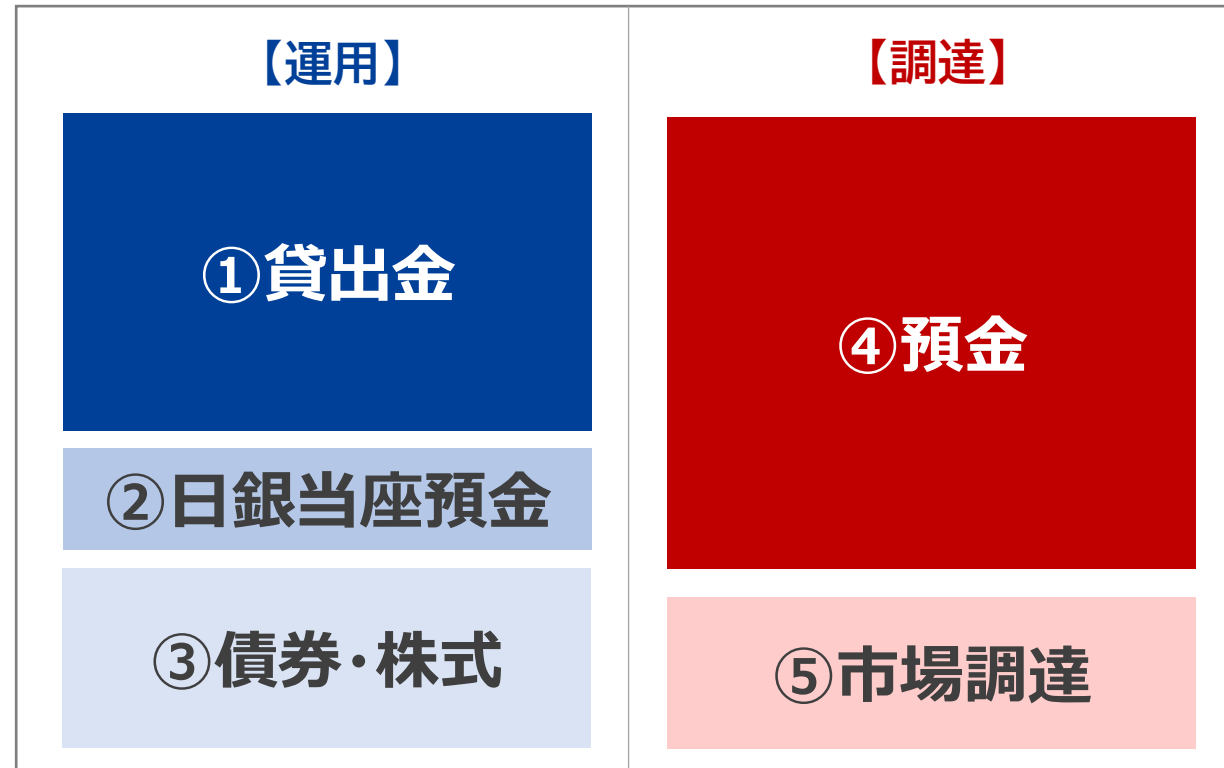 【運用】
①貸出金
②日銀当座預金
③債券・株式
【調達】
④預金
⑤市場調達